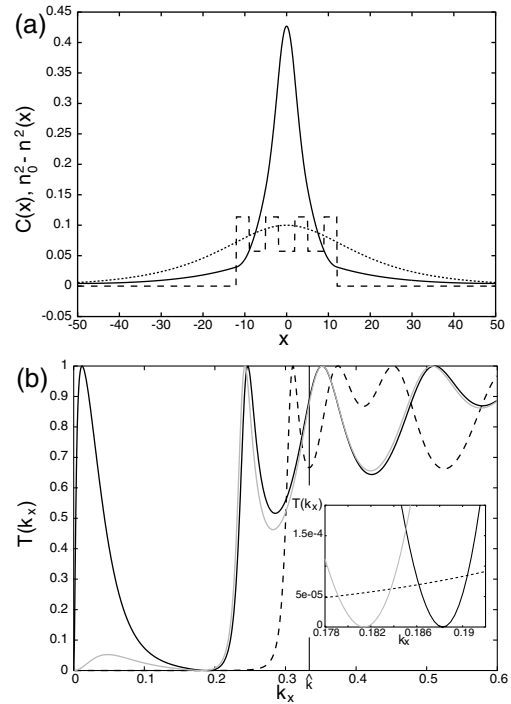 (a)
C(x), n₀² - n²(x)
0.45
0.4
0.35
0.3
0.25
0.2
0.15
0.1
0.05
0
-0.05
-50 -40 -30 -20 -10 0 10 20 30 40 50
x
(b)
T(kₓ)
1
0.9
0.8
0.7
0.6
0.5
0.4
0.3
0.2
0.1
0
T(kₓ)
1.5e-4
1e-4
5e-05
0
0.178 0.182 0.186 0.19
kₓ
0 0.1 0.2 0.3 k̂ 0.4 0.5 0.6
kₓ